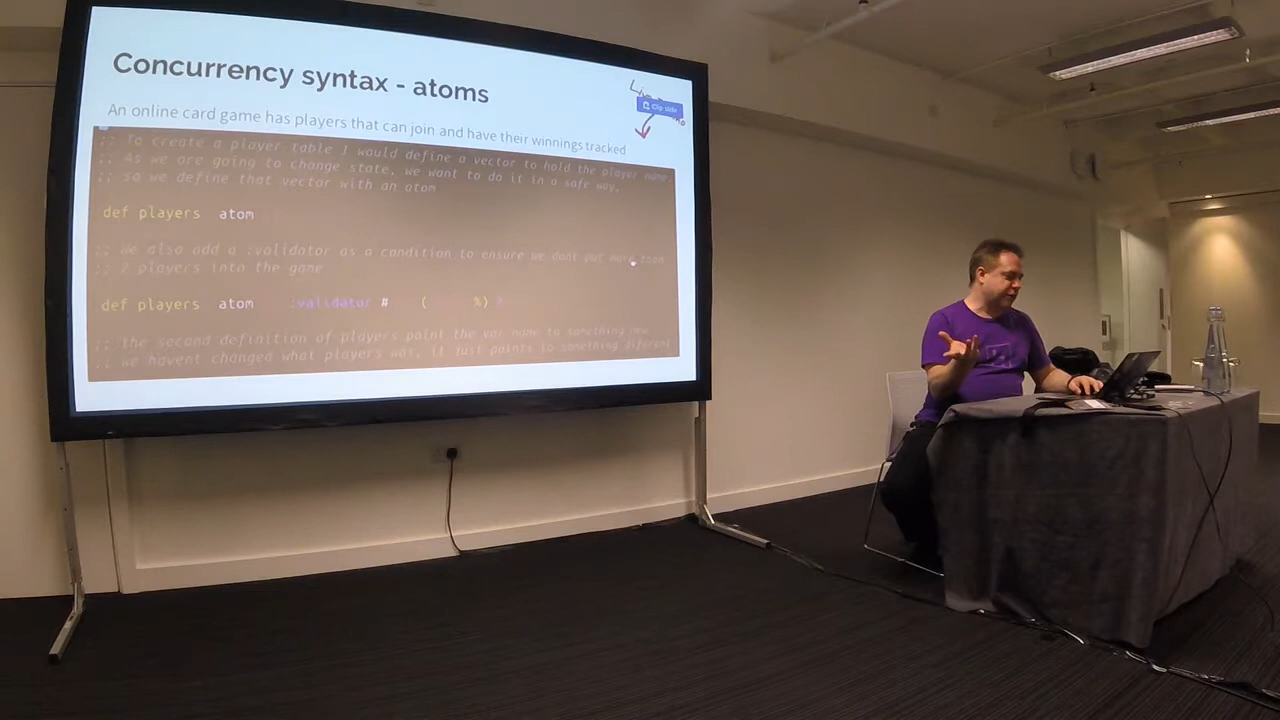 Concurrency syntax - atoms
Clip slide
An online card game has players that can join and have their winnings tracked
;; To create a player table I would define a vector to hold the player name.
;; As we are going to change state, we want to do it in a safe way,
;; so we define that vector with an atom
def players atom
;; We also add a :validator as a condition to ensure we dont put more than
;; 2 players into the game
def players atom :validator # ( %) 2
;; the second definition of players point the var name to something new
;; we havent changed what players was, it just points to something diferent